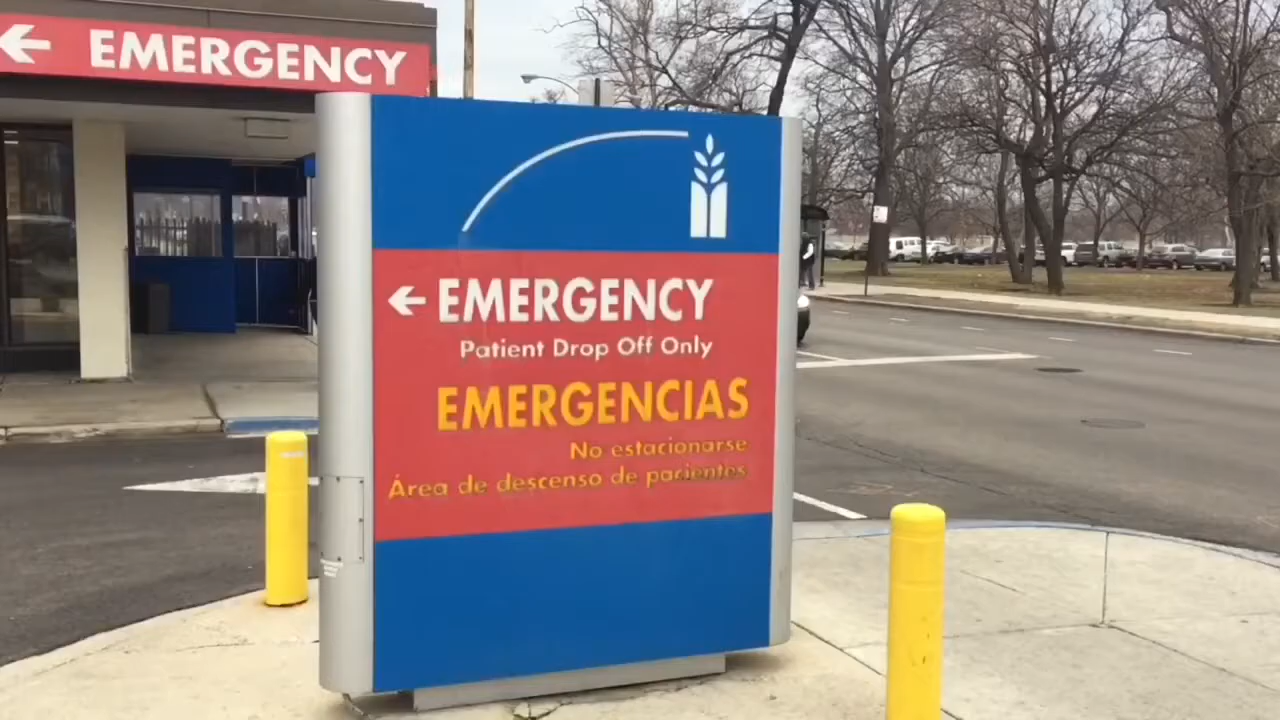 ← EMERGENCY
← EMERGENCY
Patient Drop Off Only
EMERGENCIAS
No estacionarse
Área de descenso de pacientes